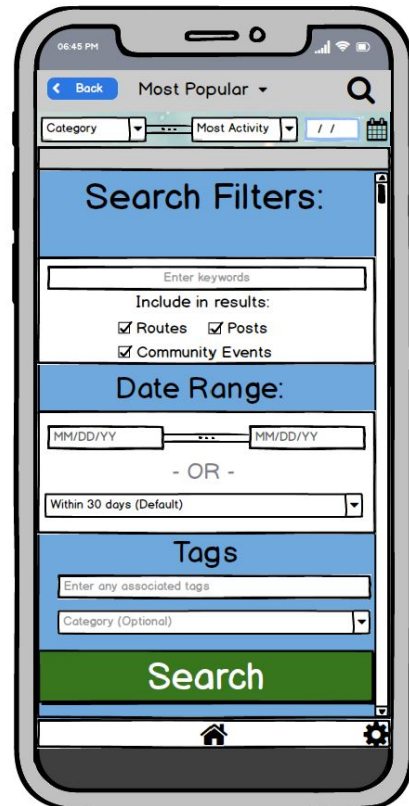 06:45 PM
Back Most Popular
Category ... Most Activity / /
Search Filters:
Enter keywords
Include in results:
Routes Posts
Community Events
Date Range:
MM/DD/YY ... MM/DD/YY
- OR -
Within 30 days (Default)
Tags
Enter any associated tags
Category (Optional)
Search